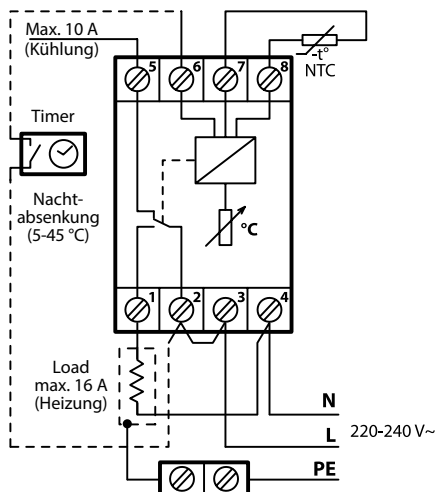 Max. 10 A
(Kühlung)
5
6
7
8
-t°
NTC
Timer
Nacht-
absenkung
(5-45 °C)
°C
1
2
3
4
Load
max. 16 A
(Heizung)
N
L
220-240 V~
PE